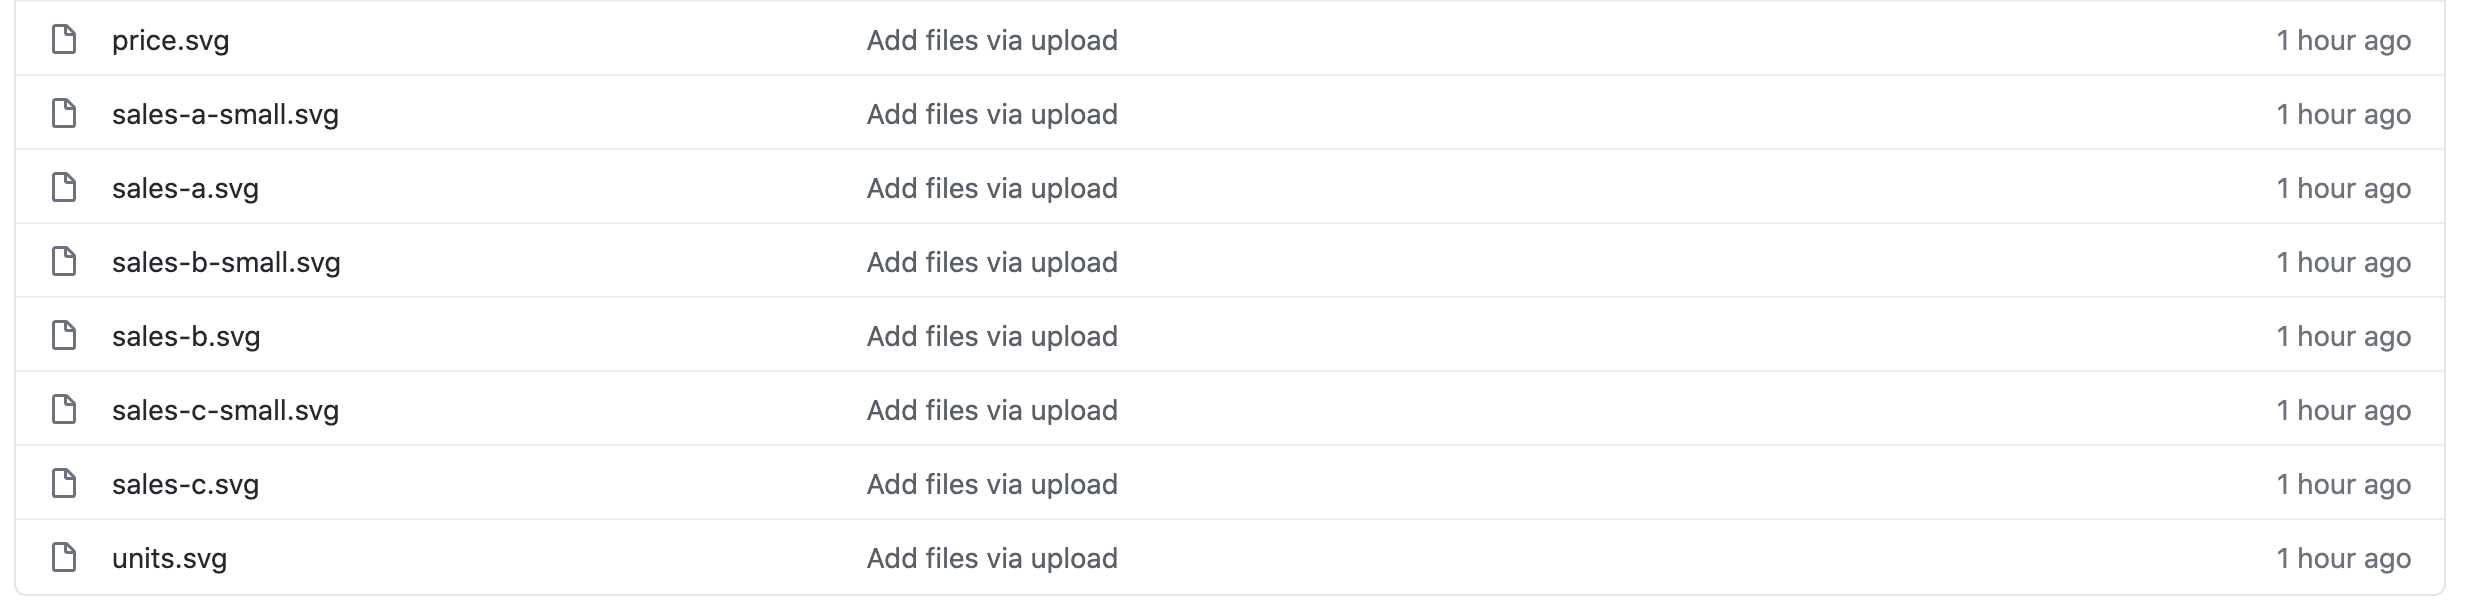 price.svg Add files via upload 1 hour ago
sales-a-small.svg Add files via upload 1 hour ago
sales-a.svg Add files via upload 1 hour ago
sales-b-small.svg Add files via upload 1 hour ago
sales-b.svg Add files via upload 1 hour ago
sales-c-small.svg Add files via upload 1 hour ago
sales-c.svg Add files via upload 1 hour ago
units.svg Add files via upload 1 hour ago